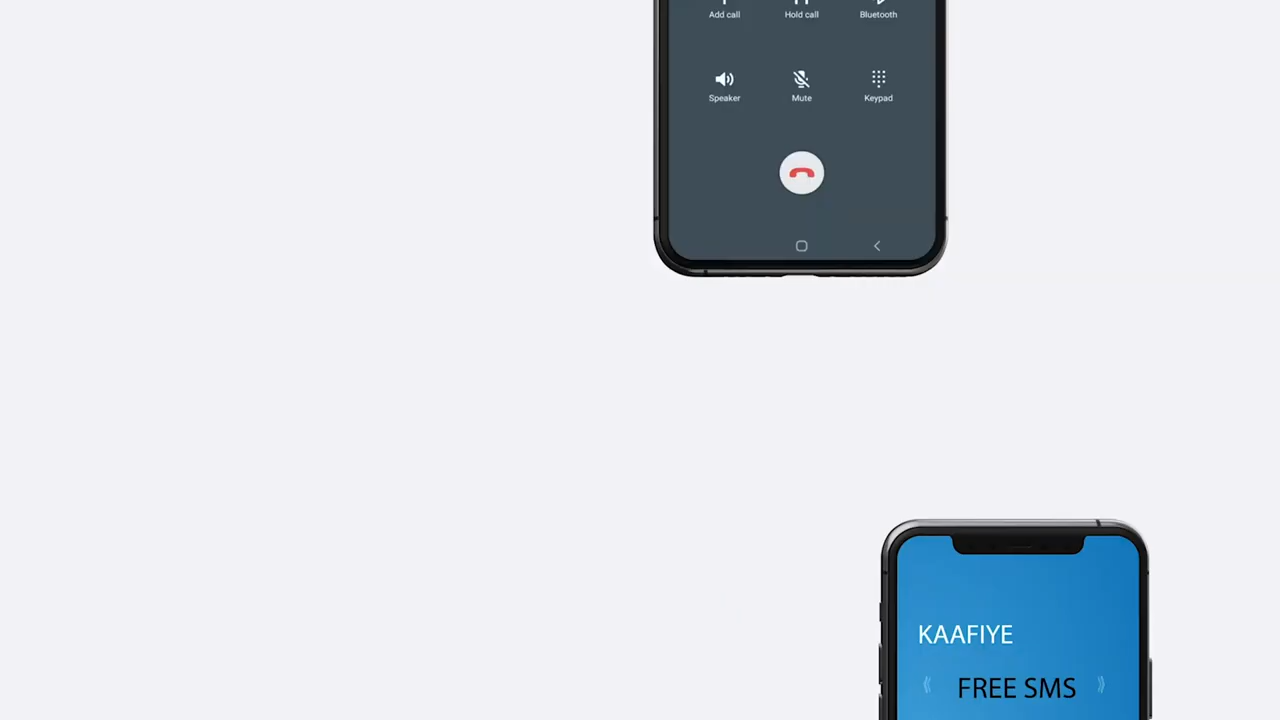 Add call Hold call Bluetooth
Speaker Mute Keypad
KAAFIYE
FREE SMS